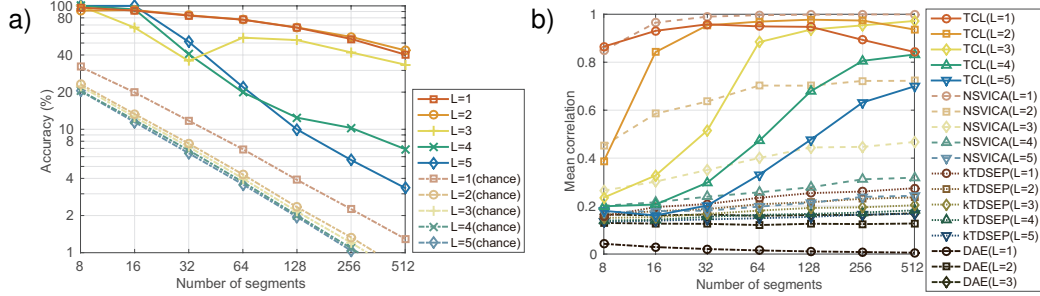 a)
Accuracy (%)
100
80
60
40
20
10
8
6
4
2
1
8 16 32 64 128 256 512
Number of segments
L=1
L=2
L=3
L=4
L=5
L=1(chance)
L=2(chance)
L=3(chance)
L=4(chance)
L=5(chance)
b)
Mean correlation
1
0.8
0.6
0.4
0.2
0
8 16 32 64 128 256 512
Number of segments
TCL(L=1)
TCL(L=2)
TCL(L=3)
TCL(L=4)
TCL(L=5)
NSVICA(L=1)
NSVICA(L=2)
NSVICA(L=3)
NSVICA(L=4)
NSVICA(L=5)
kTDSEP(L=1)
kTDSEP(L=2)
kTDSEP(L=3)
kTDSEP(L=4)
kTDSEP(L=5)
DAE(L=1)
DAE(L=2)
DAE(L=3)